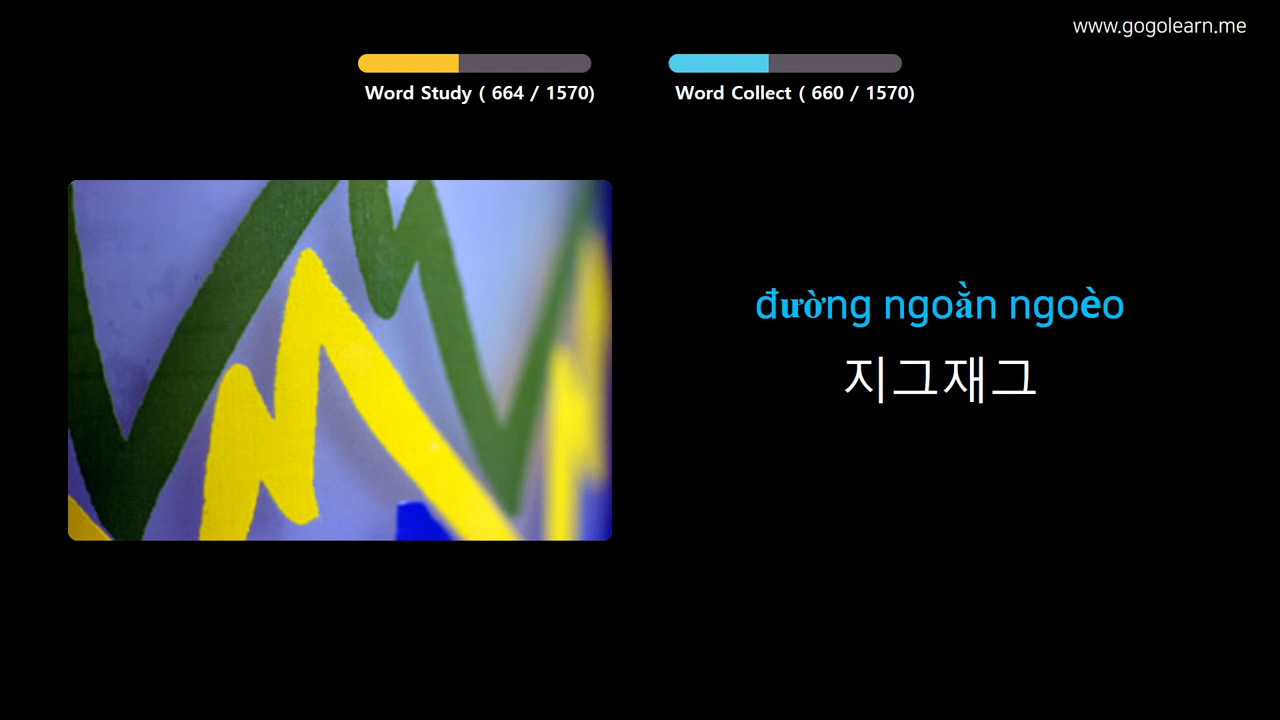 www.gogolearn.me
Word Study ( 664 / 1570)
Word Collect ( 660 / 1570)
đường ngoằn ngoèo
지그재그